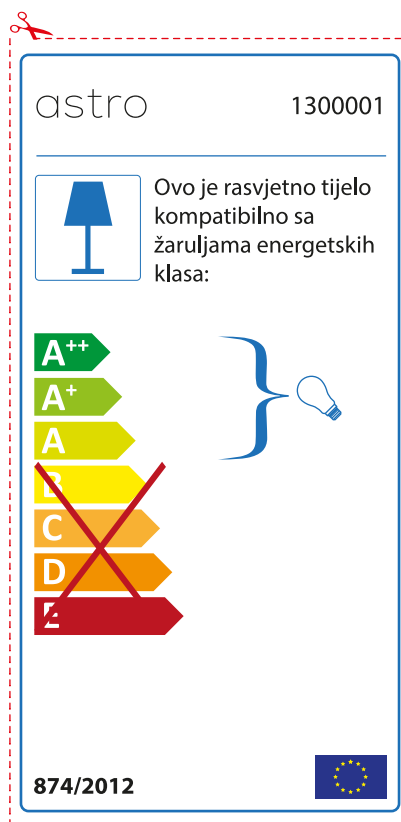 astro 1300001
Ovo je rasvjetno tijelo
kompatibilno sa
žaruljama energetskih
klasa:
A++
A+
A
B
C
D
E
874/2012